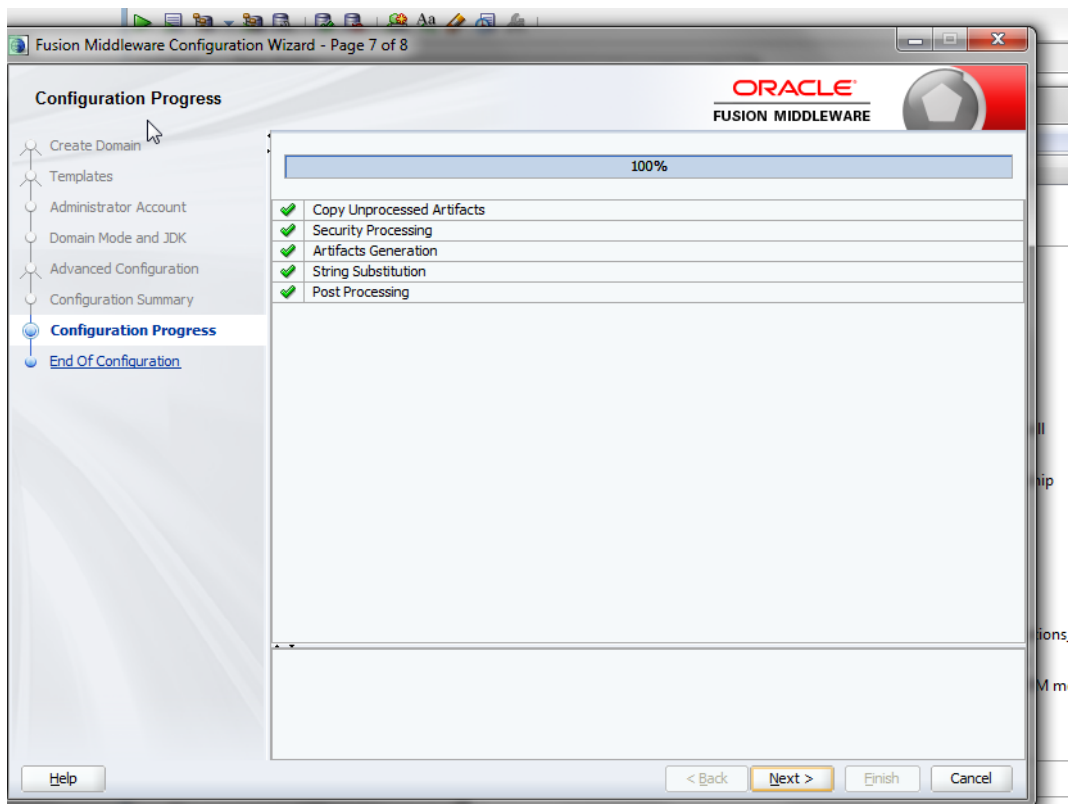 Aa
Fusion Middleware Configuration Wizard - Page 7 of 8
Configuration Progress
ORACLE
FUSION MIDDLEWARE
Create Domain
Templates
Administrator Account
Domain Mode and JDK
Advanced Configuration
Configuration Summary
Configuration Progress
End Of Configuration
100%
Copy Unprocessed Artifacts
Security Processing
Artifacts Generation
String Substitution
Post Processing
Help
< Back
Next >
Finish
Cancel